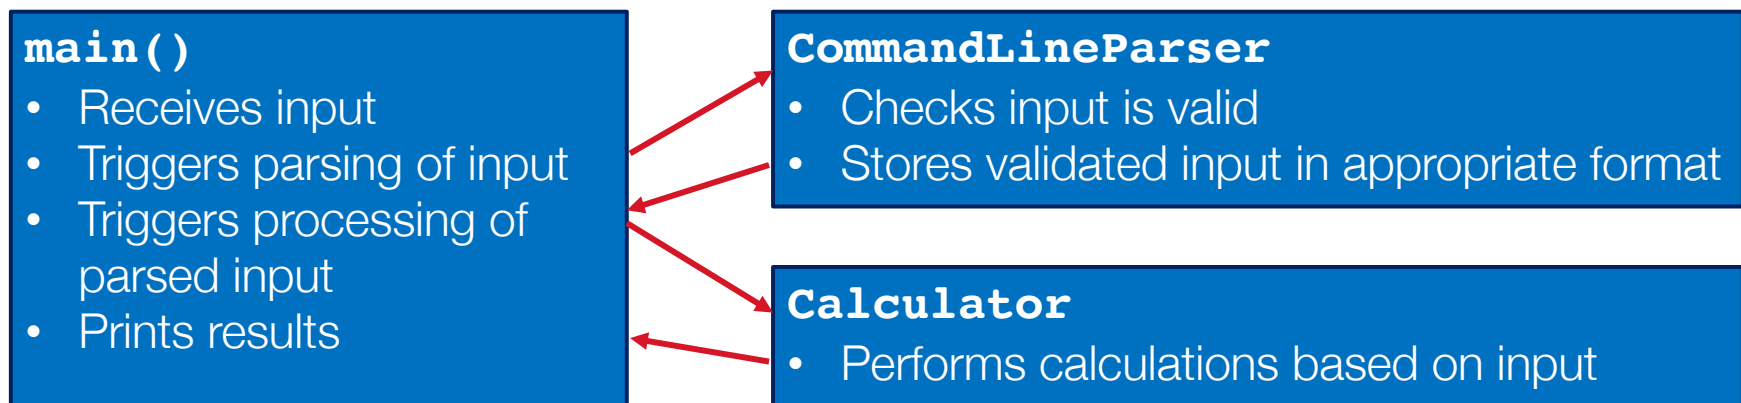 main()
• Receives input
• Triggers parsing of input
• Triggers processing of
parsed input
• Prints results
CommandLineParser
• Checks input is valid
• Stores validated input in appropriate format
Calculator
• Performs calculations based on input